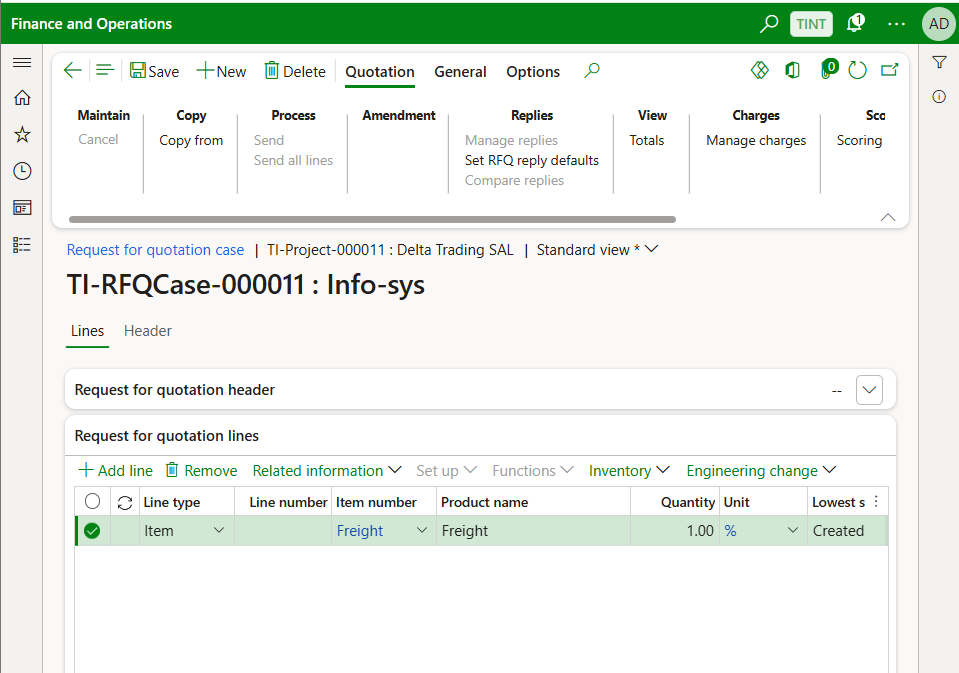 Finance and Operations TINT 1 AD
Save New Delete Quotation General Options 0
Maintain Copy Process Amendment Replies View Charges Sco
Cancel Copy from Send Manage replies Totals Manage charges Scoring
Send all lines Set RFQ reply defaults
Compare replies
Request for quotation case | TI-Project-000011 : Delta Trading SAL | Standard view *
TI-RFQCase-000011 : Info-sys
Lines Header
Request for quotation header --
Request for quotation lines
Add line Remove Related information Set up Functions Inventory Engineering change
Line type Line number Item number Product name Quantity Unit Lowest s
Item Freight Freight 1.00 % Created